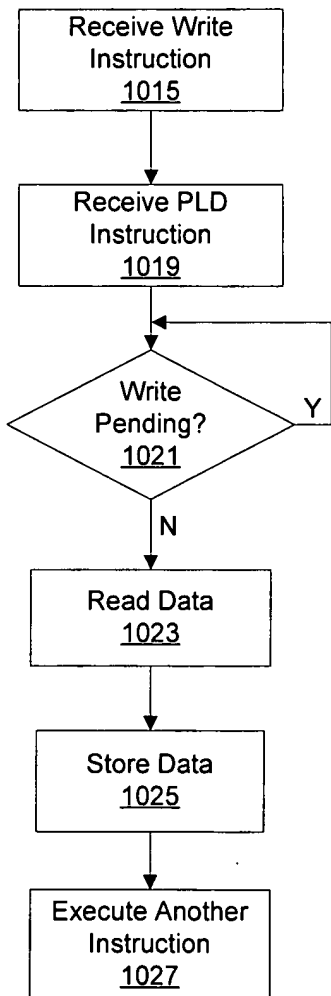 Receive Write
Instruction
1015
Receive PLD
Instruction
1019
Write
Pending?
1021
Y
N
Read Data
1023
Store Data
1025
Execute Another
Instruction
1027